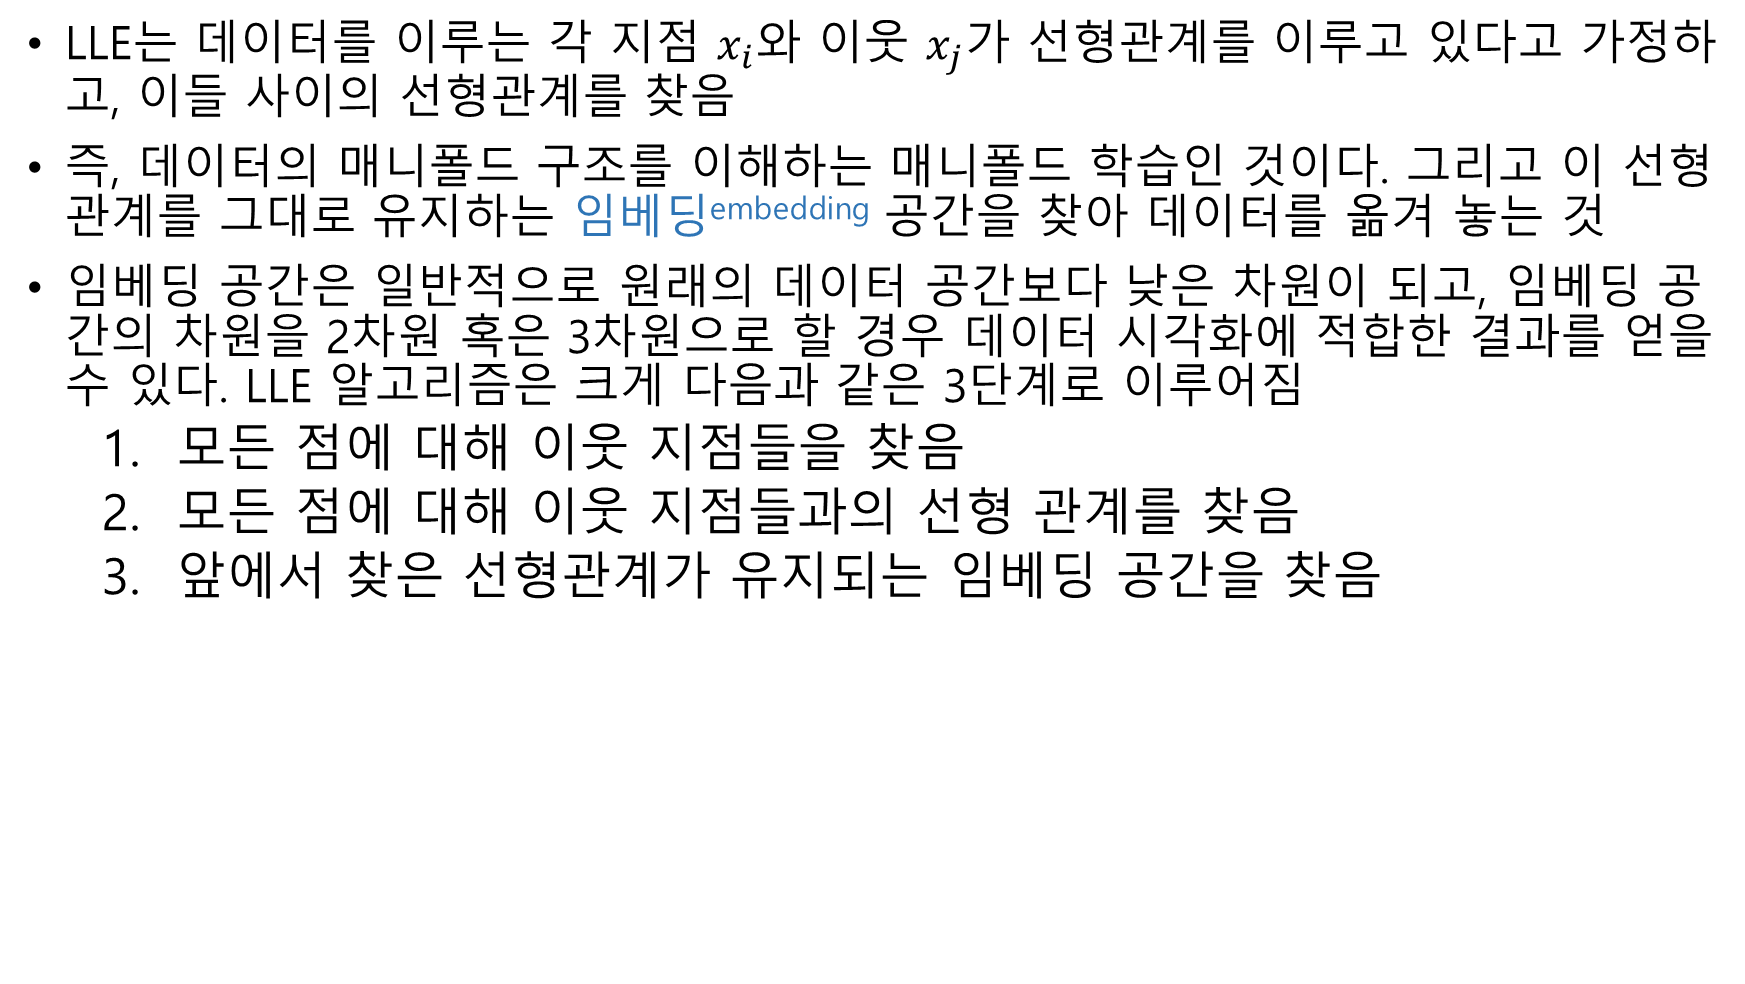 • LLE는 데이터를 이루는 각 지점 xᵢ와 이웃 xⱼ가 선형관계를 이루고 있다고 가정하
고, 이들 사이의 선형관계를 찾음
• 즉, 데이터의 매니폴드 구조를 이해하는 매니폴드 학습인 것이다. 그리고 이 선형
관계를 그대로 유지하는 임베딩embedding 공간을 찾아 데이터를 옮겨 놓는 것
• 임베딩 공간은 일반적으로 원래의 데이터 공간보다 낮은 차원이 되고, 임베딩 공
간의 차원을 2차원 혹은 3차원으로 할 경우 데이터 시각화에 적합한 결과를 얻을
수 있다. LLE 알고리즘은 크게 다음과 같은 3단계로 이루어짐
1. 모든 점에 대해 이웃 지점들을 찾음
2. 모든 점에 대해 이웃 지점들과의 선형 관계를 찾음
3. 앞에서 찾은 선형관계가 유지되는 임베딩 공간을 찾음